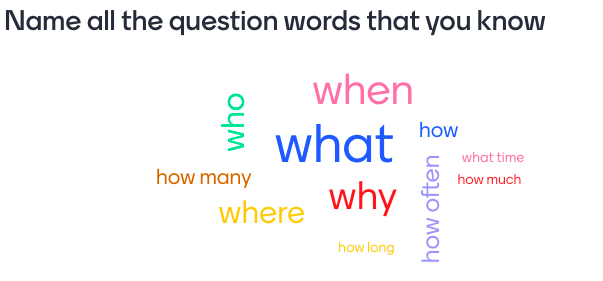 Name all the question words that you know
when
who
how
what
what time
how many
how much
why
how often
where
how long